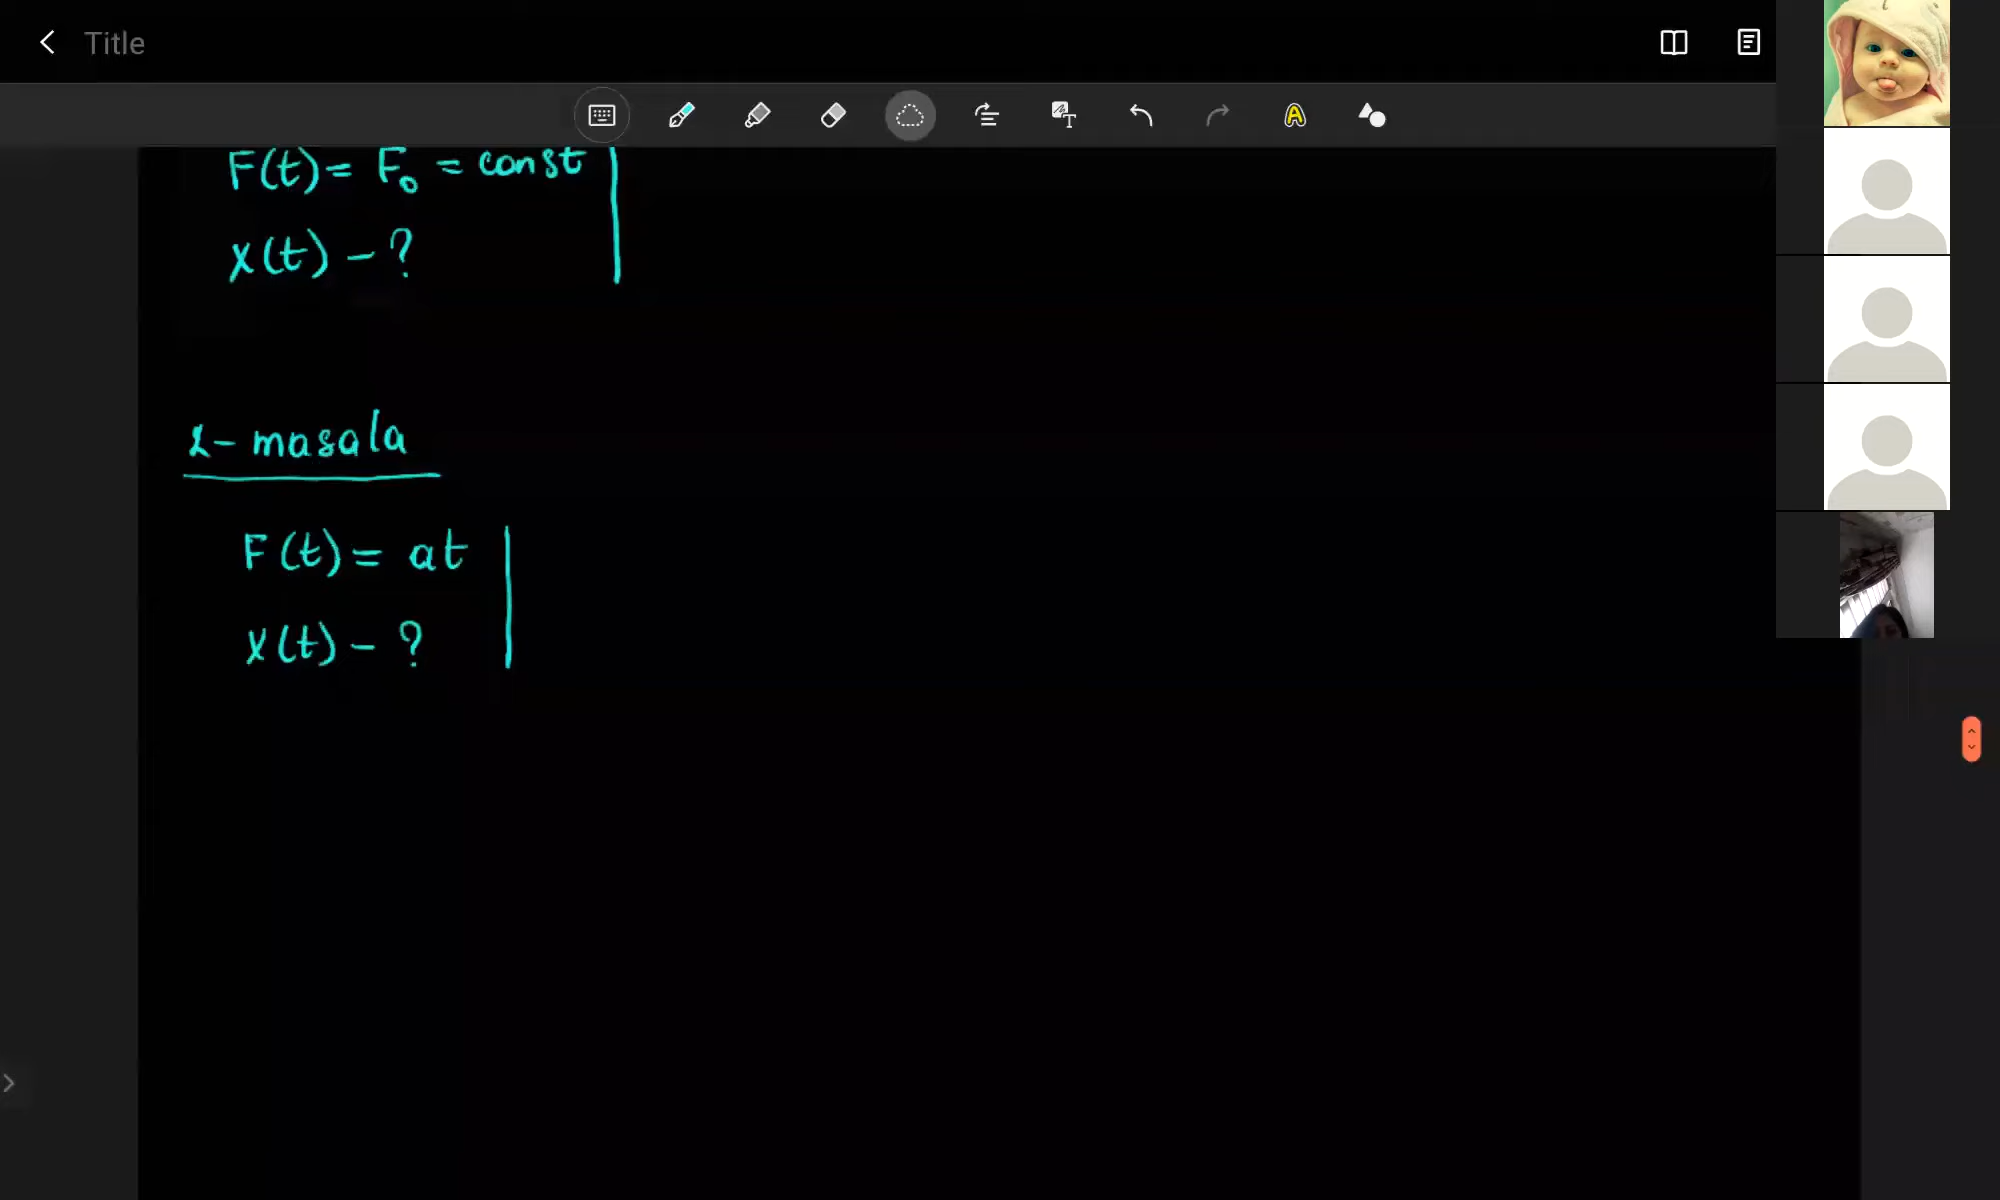 Title
F(t) = F₀ = const
x(t) - ?
2- masala
F(t) = at
x(t) - ?